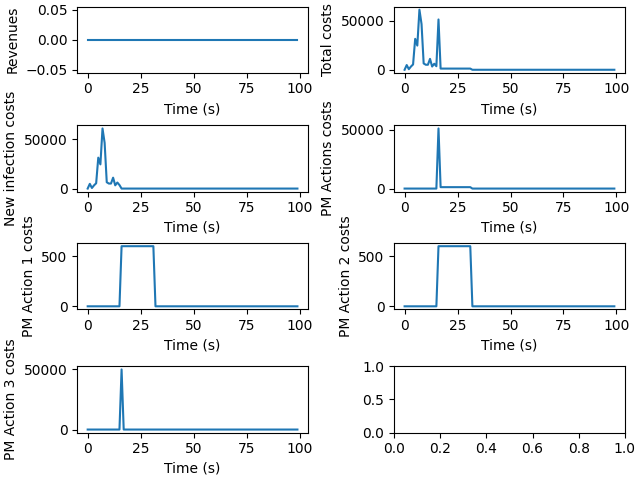 Revenues
0.05
0.00
−0.05
0 25 50 75 100
Time (s)
Total costs
50000
0
0 25 50 75 100
Time (s)
New infection costs
50000
0
0 25 50 75 100
Time (s)
PM Actions costs
50000
0
0 25 50 75 100
Time (s)
PM Action 1 costs
500
0
0 25 50 75 100
Time (s)
PM Action 2 costs
500
0
0 25 50 75 100
Time (s)
PM Action 3 costs
50000
0
0 25 50 75 100
Time (s)
1.0
0.5
0.0
0.0 0.2 0.4 0.6 0.8 1.0